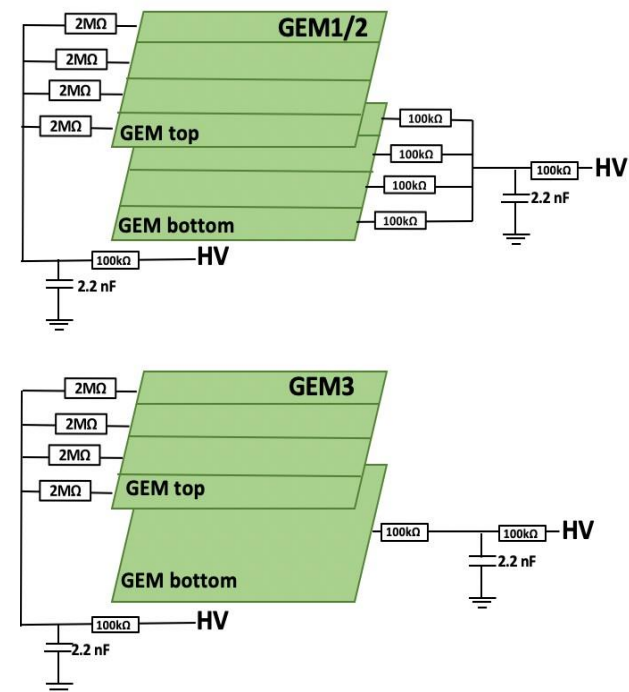 2MΩ
GEM1/2
2MΩ
2MΩ
2MΩ
GEM top
100kΩ
100kΩ
100kΩ
HV
100kΩ
2.2 nF
100kΩ
GEM bottom
100kΩ
HV
2.2 nF
2MΩ
GEM3
2MΩ
2MΩ
2MΩ
GEM top
100kΩ
100kΩ
HV
2.2 nF
GEM bottom
100kΩ
HV
2.2 nF